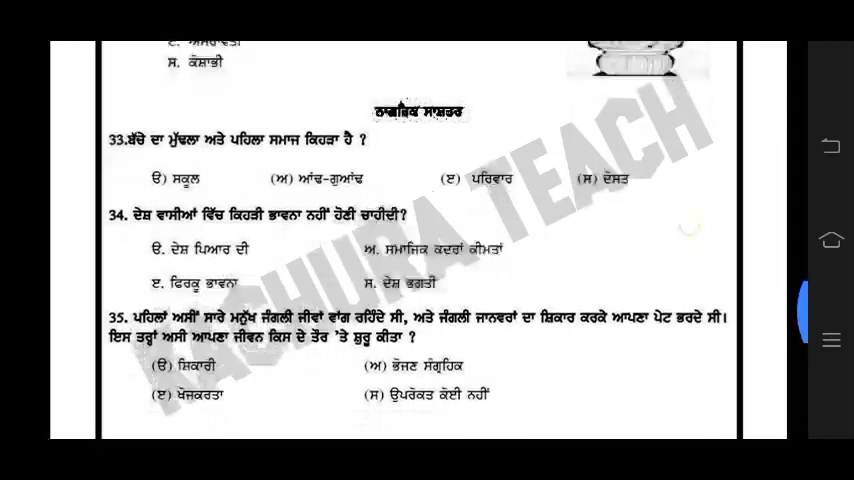 ਸ. ਕੋਸ਼ਾਭੀ
ਨਾਗਰਿਕ ਸਾਸ਼ਤਰ
33.ਬੱਚੇ ਦਾ ਮੁੱਢਲਾ ਅਤੇ ਪਹਿਲਾ ਸਮਾਜ ਕਿਹੜਾ ਹੈ ?
ੳ) ਸਕੂਲ (ਅ) ਆਂਢ-ਗੁਆਂਢ (ੲ) ਪਰਿਵਾਰ (ਸ) ਦੋਸਤ
34. ਦੇਸ਼ ਵਾਸੀਆਂ ਵਿੱਚ ਕਿਹੜੀ ਭਾਵਨਾ ਨਹੀਂ ਹੋਣੀ ਚਾਹੀਦੀ?
ੳ. ਦੇਸ਼ ਪਿਆਰ ਦੀ ਅ. ਸਮਾਜਿਕ ਕਦਰਾਂ ਕੀਮਤਾਂ
ੲ. ਫਿਰਕੂ ਭਾਵਨਾ ਸ. ਦੇਸ਼ ਭਗਤੀ
35. ਪਹਿਲਾਂ ਅਸੀਂ ਸਾਰੇ ਮਨੁੱਖ ਜੰਗਲੀ ਜੀਵਾਂ ਵਾਂਗ ਰਹਿੰਦੇ ਸੀ, ਅਤੇ ਜੰਗਲੀ ਜਾਨਵਰਾਂ ਦਾ ਸ਼ਿਕਾਰ ਕਰਕੇ ਆਪਣਾ ਪੇਟ ਭਰਦੇ ਸੀ।
ਇਸ ਤਰ੍ਹਾਂ ਅਸੀ ਆਪਣਾ ਜੀਵਨ ਕਿਸ ਦੇ ਤੌਰ 'ਤੇ ਸ਼ੁਰੂ ਕੀਤਾ ?
(ੳ) ਸ਼ਿਕਾਰੀ (ਅ) ਭੋਜਣ ਸੰਗ੍ਰਹਿਕ
(ੲ) ਖੋਜਕਰਤਾ (ਸ) ਉਪਰੋਕਤ ਕੋਈ ਨਹੀਂ
KACHURA TEACH